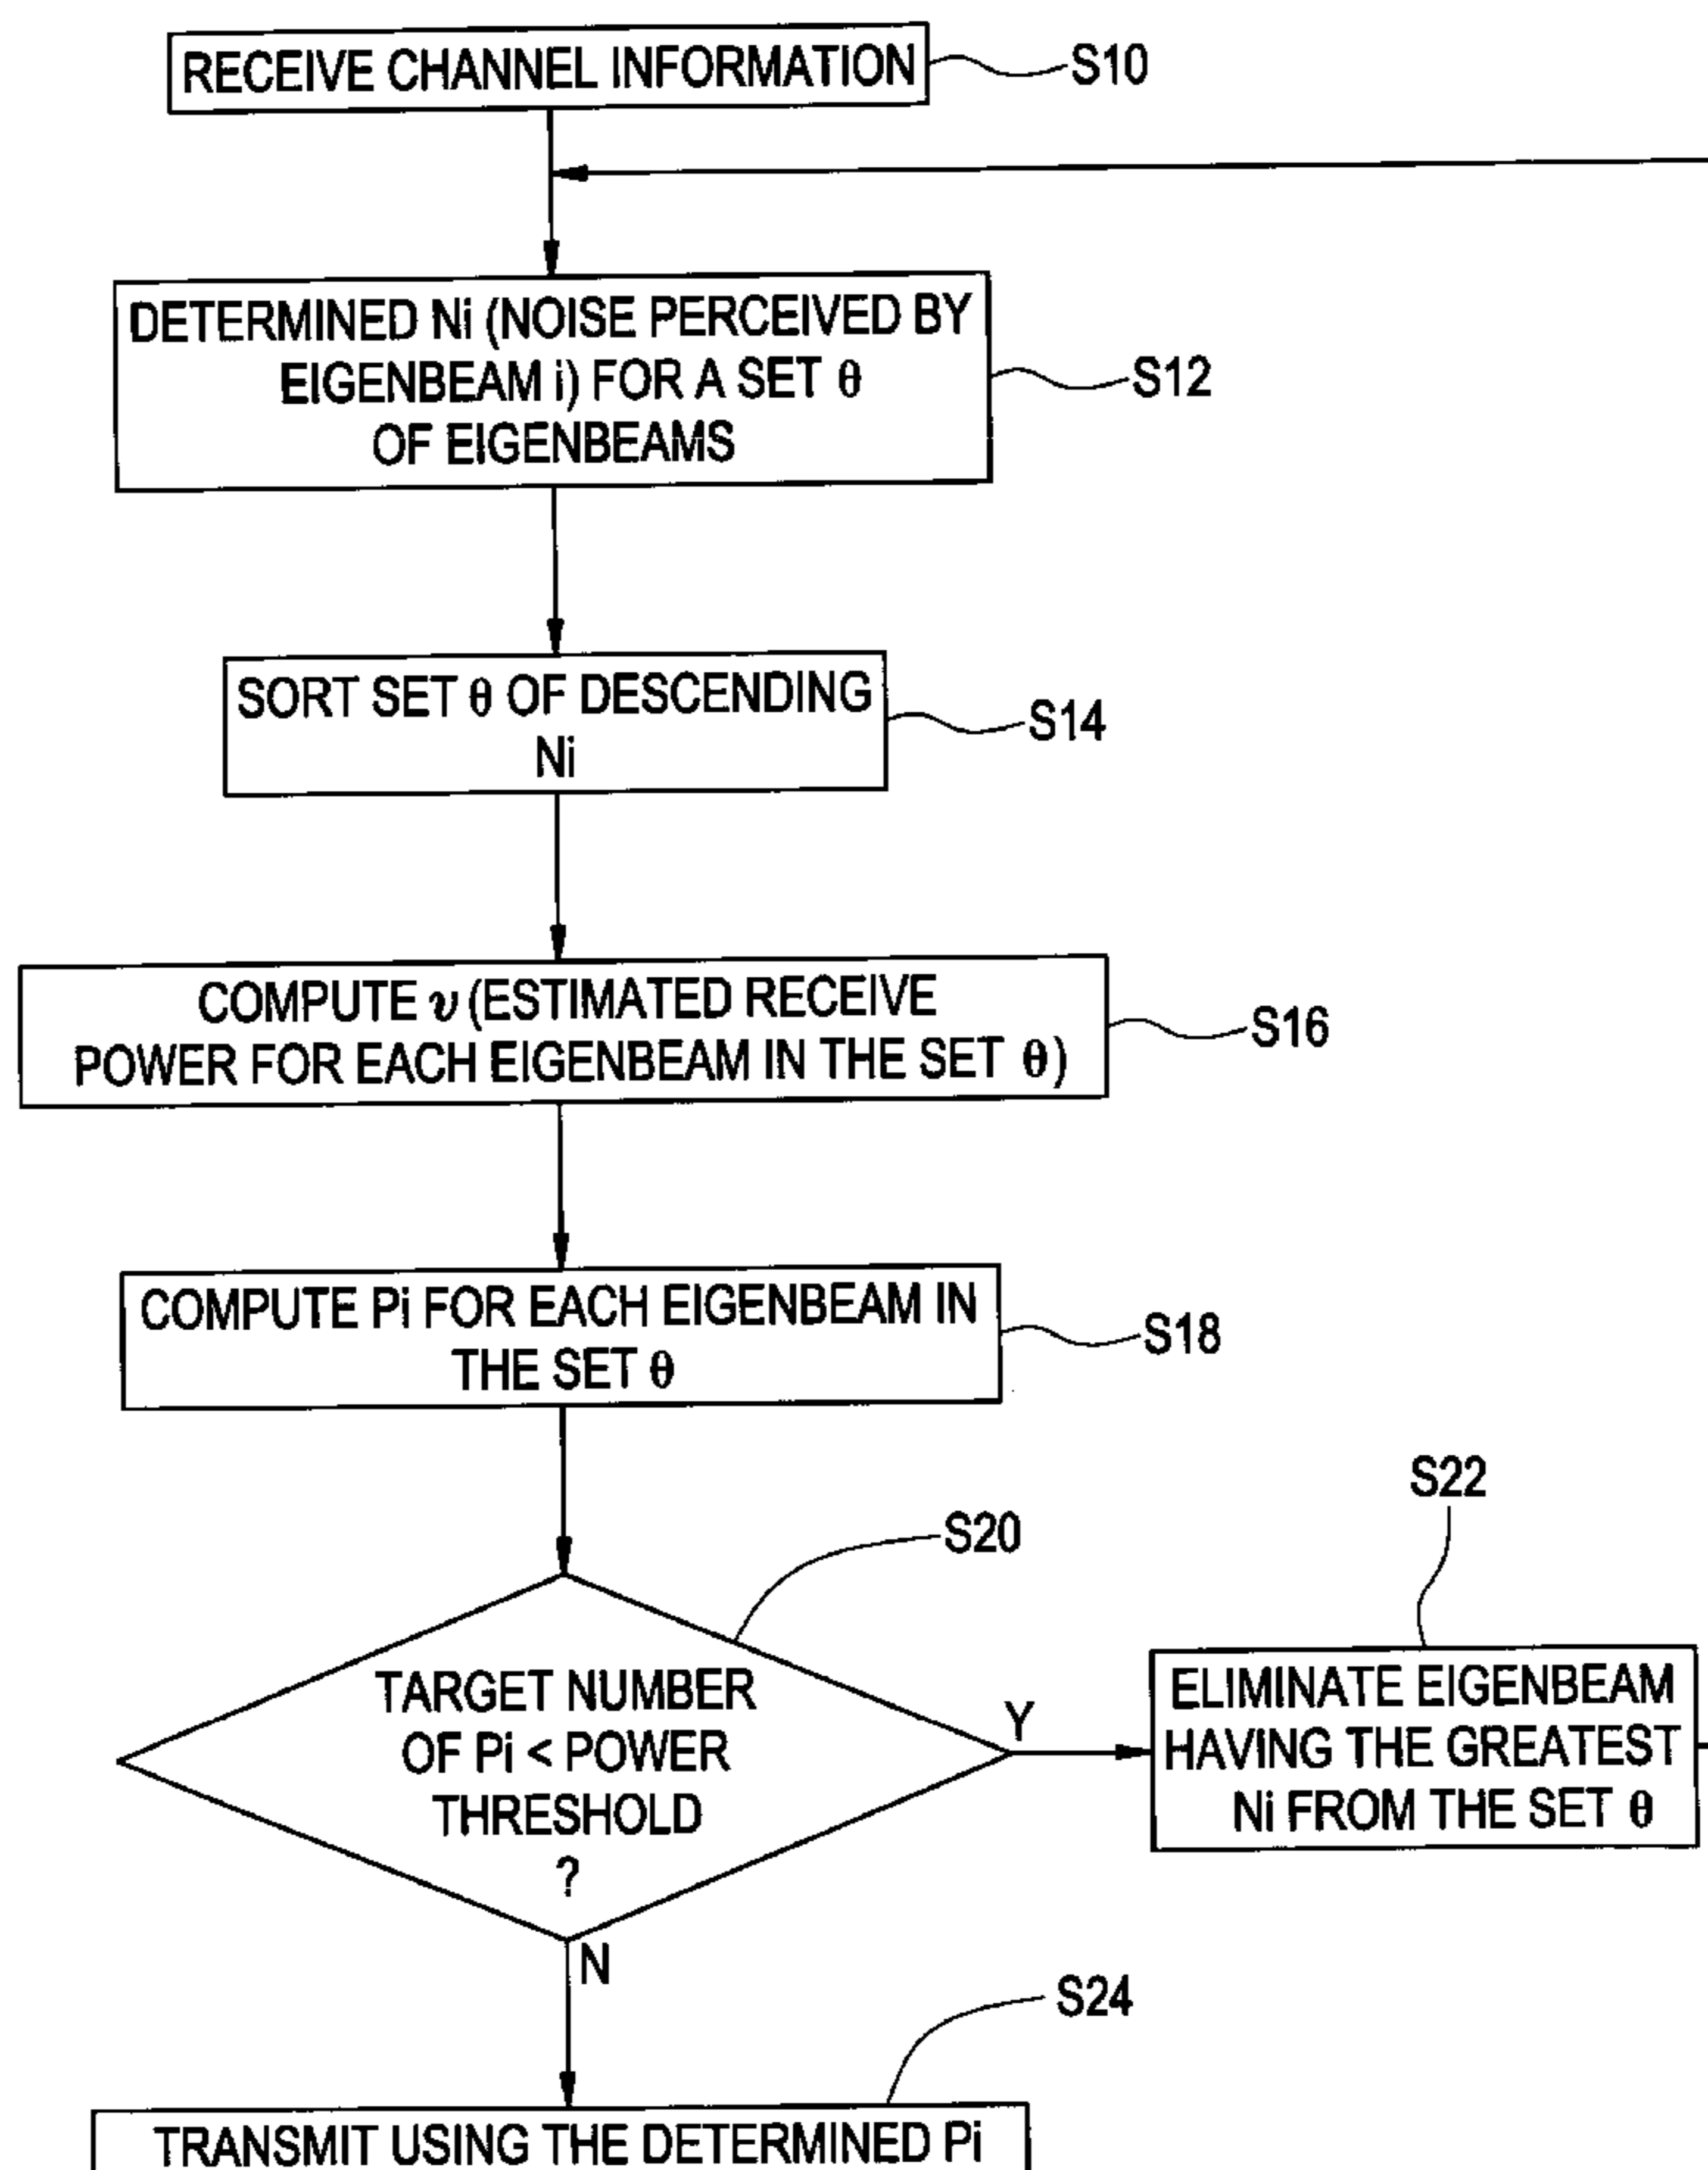 RECEIVE CHANNEL INFORMATION
S10
DETERMINED Ni (NOISE PERCEIVED BY
EIGENBEAM i) FOR A SET θ
OF EIGENBEAMS
S12
SORT SET θ OF DESCENDING
Ni
S14
COMPUTE υ (ESTIMATED RECEIVE
POWER FOR EACH EIGENBEAM IN THE SET θ)
S16
COMPUTE Pi FOR EACH EIGENBEAM IN
THE SET θ
S18
S20
TARGET NUMBER
OF Pi < POWER
THRESHOLD
?
Y
N
S22
ELIMINATE EIGENBEAM
HAVING THE GREATEST
Ni FROM THE SET θ
S24
TRANSMIT USING THE DETERMINED Pi